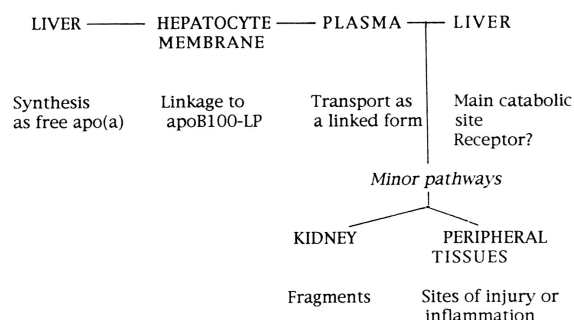 LIVER HEPATOCYTE MEMBRANE PLASMA LIVER
Synthesis as free apo(a)
Linkage to apoB100-LP
Transport as a linked form
Main catabolic site Receptor?
Minor pathways
KIDNEY
PERIPHERAL TISSUES
Fragments
Sites of injury or inflammation